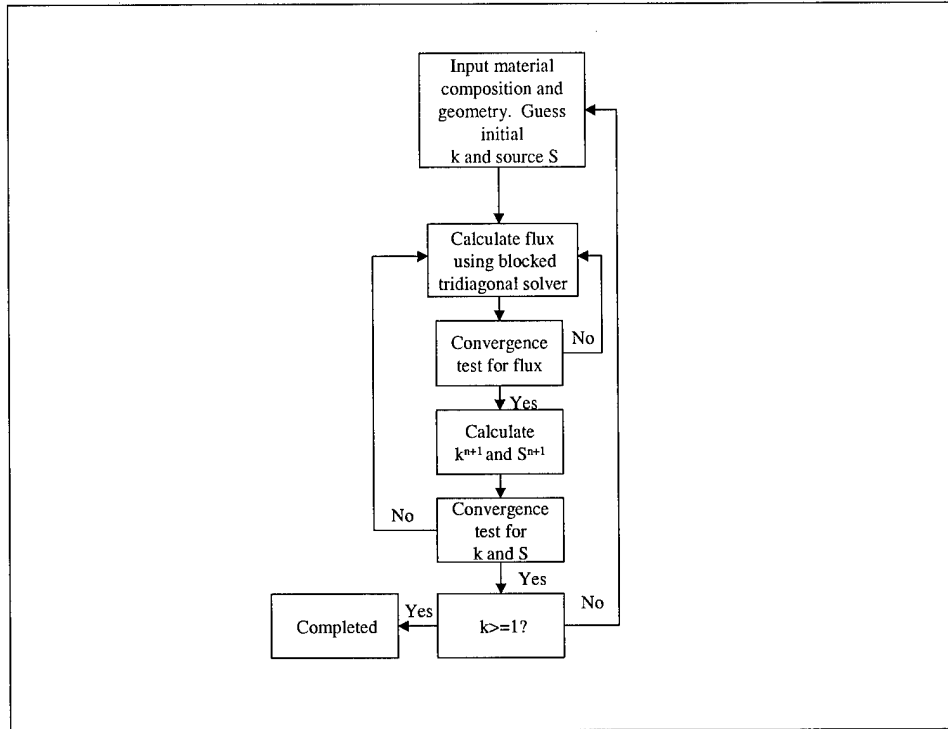 Input material
composition and
geometry. Guess
initial
k and source S
Calculate flux
using blocked
tridiagonal solver
No
Convergence
test for flux
Yes
Calculate
kⁿ⁺¹ and Sⁿ⁺¹
No
Convergence
test for
k and S
Yes
No
Yes
Completed
k>=1?